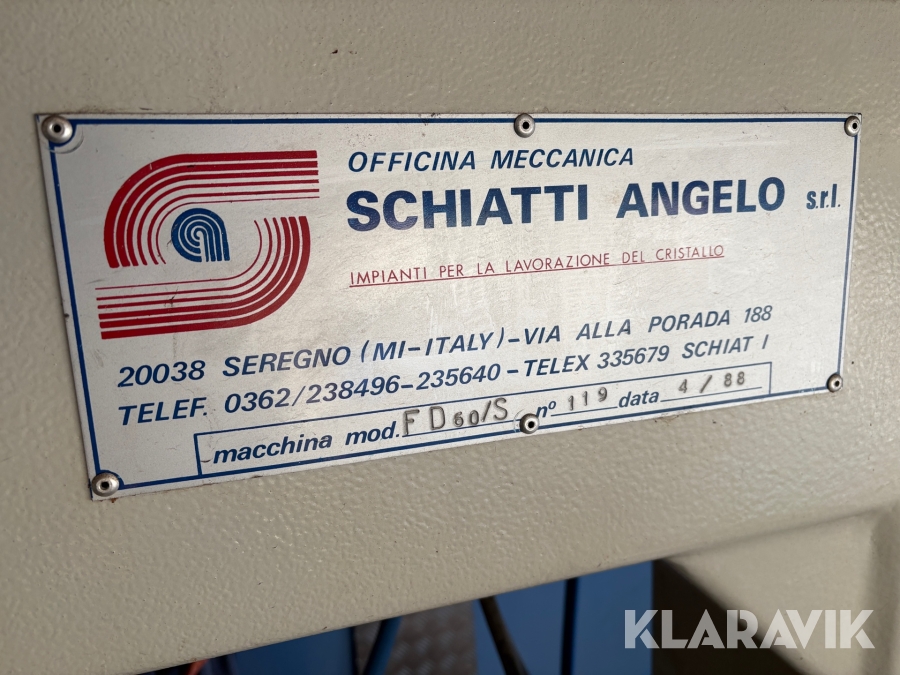 OFFICINA MECCANICA
SCHIATTI ANGELO s.r.l.
IMPIANTI PER LA LAVORAZIONE DEL CRISTALLO
20038 SEREGNO (MI-ITALY)-VIA ALLA PORADA 188
TELEF. 0362/238496-235640-TELEX 335679 SCHIAT I
macchina mod. FD60/S nº 119 data 4/88
KLARAVIK